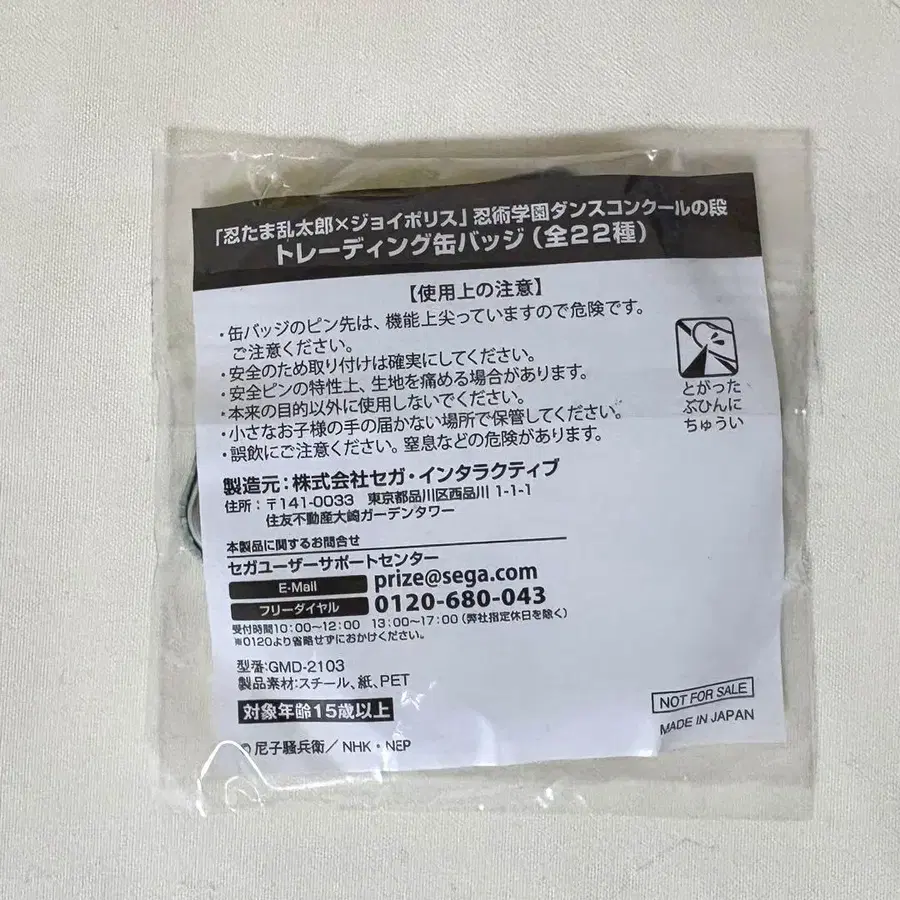 「忍たま乱太郎×ジョイポリス」忍術学園ダンスコンクールの段
トレーディング缶バッジ(全22種)
【使用上の注意】
・缶バッジのピン先は、機能上尖っていますので危険です。
ご注意ください。
・安全のため取り付けは確実にしてください。
・安全ピンの特性上、生地を痛める場合があります。
・本来の目的以外に使用しないでください。
・小さなお子様の手の届かない場所で保管してください。
・誤飲にご注意ください。窒息などの危険があります。
とがった
ぶひんに
ちゅうい
製造元:株式会社セガ・インタラクティブ
住所:〒141-0033 東京都品川区西品川 1-1-1
住友不動産大崎ガーデンタワー
本製品に関するお問合せ
セガユーザーサポートセンター
E-Mail prize@sega.com
フリーダイヤル 0120-680-043
受付時間10:00~12:00 13:00~17:00(弊社指定休日を除く)
※0120より省略せずにおかけください。
型番:GMD-2103
製品素材:スチール、紙、PET
対象年齢15歳以上
NOT FOR SALE
MADE IN JAPAN
© 尼子騒兵衛/ NHK・NEP